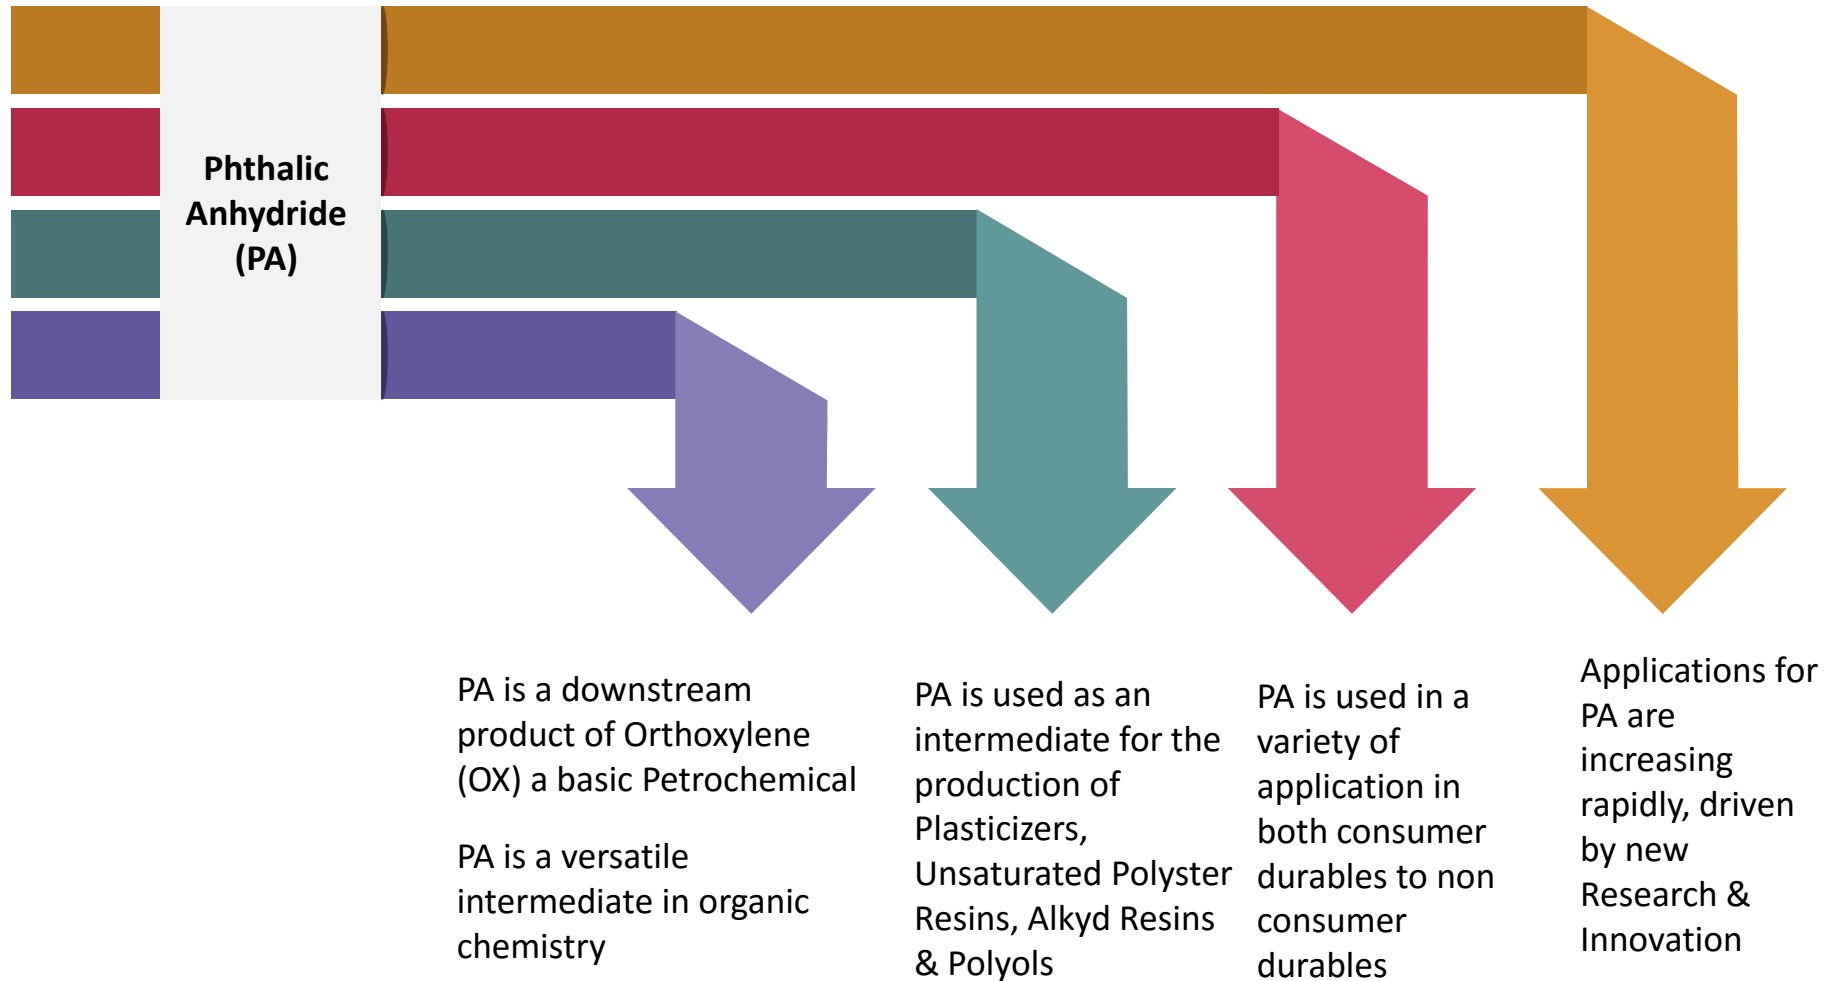 Phthalic
Anhydride
(PA)
PA is a downstream
product of Orthoxylene
(OX) a basic Petrochemical
PA is a versatile
intermediate in organic
chemistry
PA is used as an
intermediate for the
production of
Plasticizers,
Unsaturated Polyster
Resins, Alkyd Resins
& Polyols
PA is used in a
variety of
application in
both consumer
durables to non
consumer
durables
Applications for
PA are
increasing
rapidly, driven
by new
Research &
Innovation